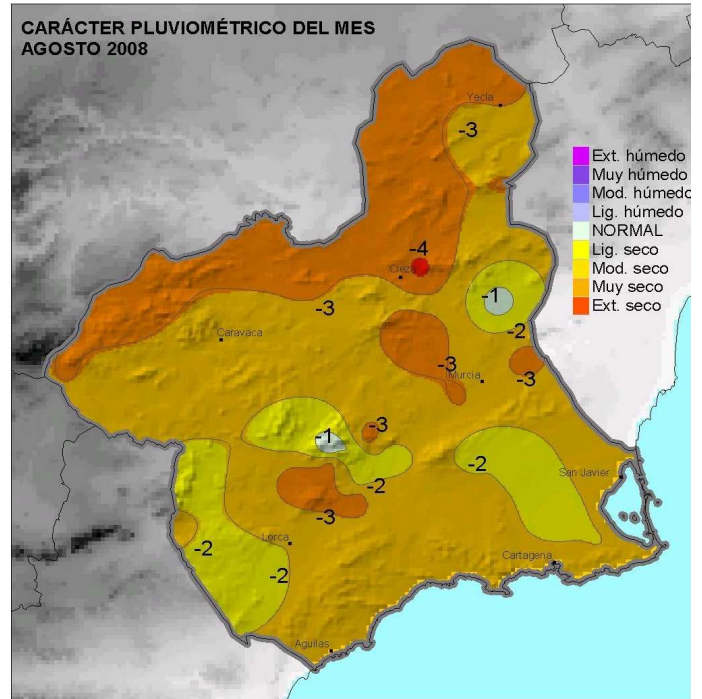 CARÁCTER PLUVIOMÉTRICO DEL MES
AGOSTO 2008
Yecla
-3
Ext. húmedo
Muy húmedo
Mod. húmedo
Lig. húmedo
NORMAL
Lig. seco
Mod. seco
Muy seco
Ext. seco
-4
Cieza
-1
-3
-2
Caravaca
-3
-3
Murcia
-3
-1
-2
-2
San Javier
-3
Lorca
-2
-2
Cartagena
Aguilas